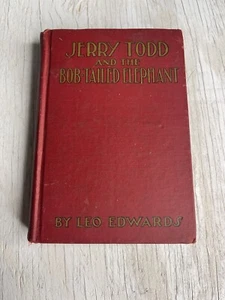 JERRY TODD
AND THE
BOB-TAILED ELEPHANT
BY LEO EDWARDS